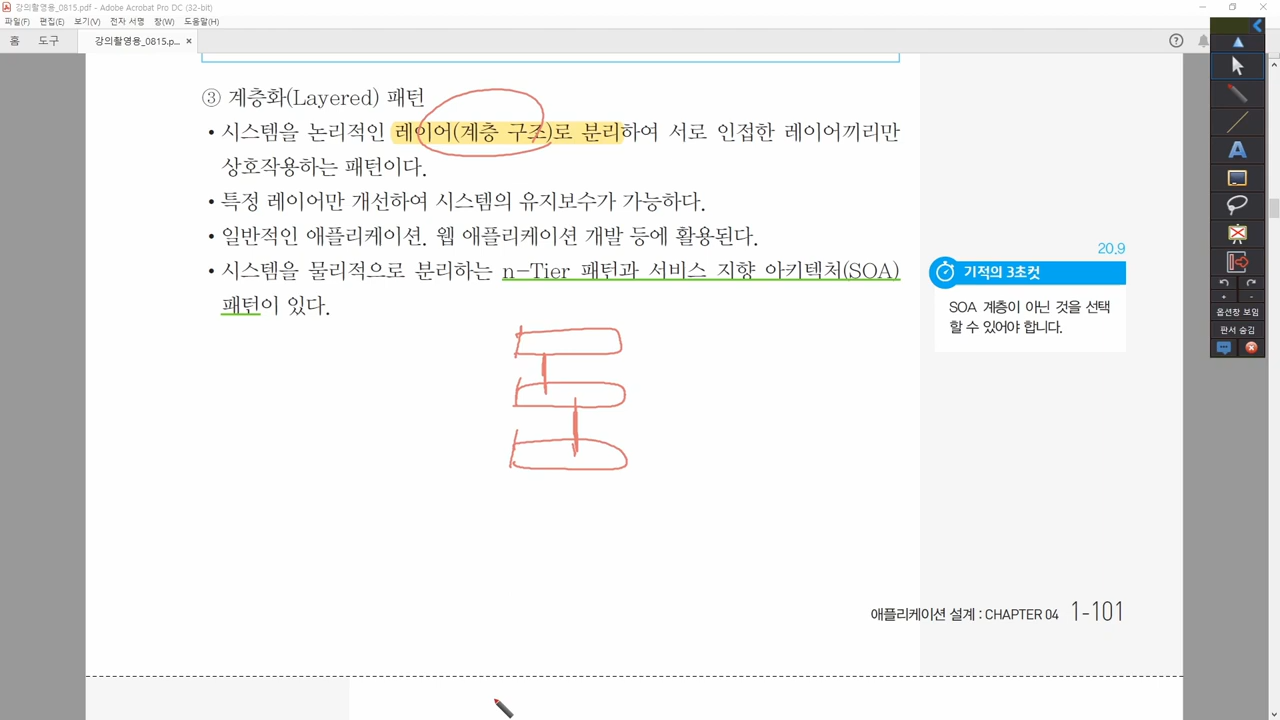 강의촬영용_0815.pdf - Adobe Acrobat Pro DC (32-bit)
파일(F) 편집(E) 보기(V) 전자 서명 창(W) 도움말(H)
홈 도구 강의촬영용_0815.p... ×
③ 계층화(Layered) 패턴
• 시스템을 논리적인 레이어(계층 구조)로 분리하여 서로 인접한 레이어끼리만
상호작용하는 패턴이다.
• 특정 레이어만 개선하여 시스템의 유지보수가 가능하다.
• 일반적인 애플리케이션. 웹 애플리케이션 개발 등에 활용된다.
• 시스템을 물리적으로 분리하는 n-Tier 패턴과 서비스 지향 아키텍처(SOA)
패턴이 있다.
20.9
기적의 3초컷
SOA 계층이 아닌 것을 선택
할 수 있어야 합니다.
애플리케이션 설계 : CHAPTER 04 1-101
A
옵션창 보임
판서 숨김